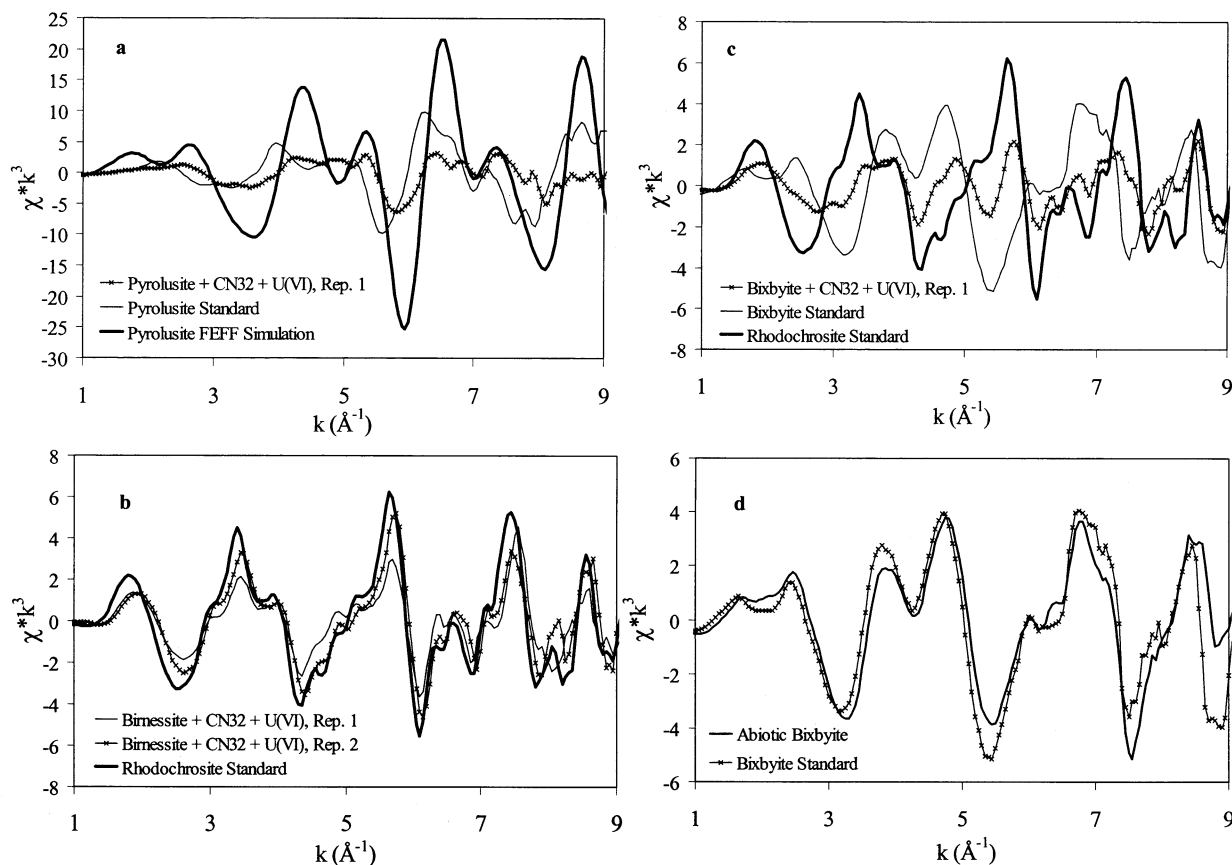 a
25
20
15
10
5
0
-5
-10
-15
-20
-25
-30
χ*k³
Pyrolusite + CN32 + U(VI), Rep. 1
Pyrolusite Standard
Pyrolusite FEFF Simulation
1 3 5 7 9
k (Å⁻¹)
c
8
6
4
2
0
-2
-4
-6
-8
χ*k³
Bixbyite + CN32 + U(VI), Rep. 1
Bixbyite Standard
Rhodochrosite Standard
1 3 5 7 9
k (Å⁻¹)
b
8
6
4
2
0
-2
-4
-6
-8
χ*k³
Birnessite + CN32 + U(VI), Rep. 1
Birnessite + CN32 + U(VI), Rep. 2
Rhodochrosite Standard
1 3 5 7 9
k (Å⁻¹)
d
6
4
2
0
-2
-4
-6
χ*k³
Abiotic Bixbyite
Bixbyite Standard
1 3 5 7 9
k (Å⁻¹)